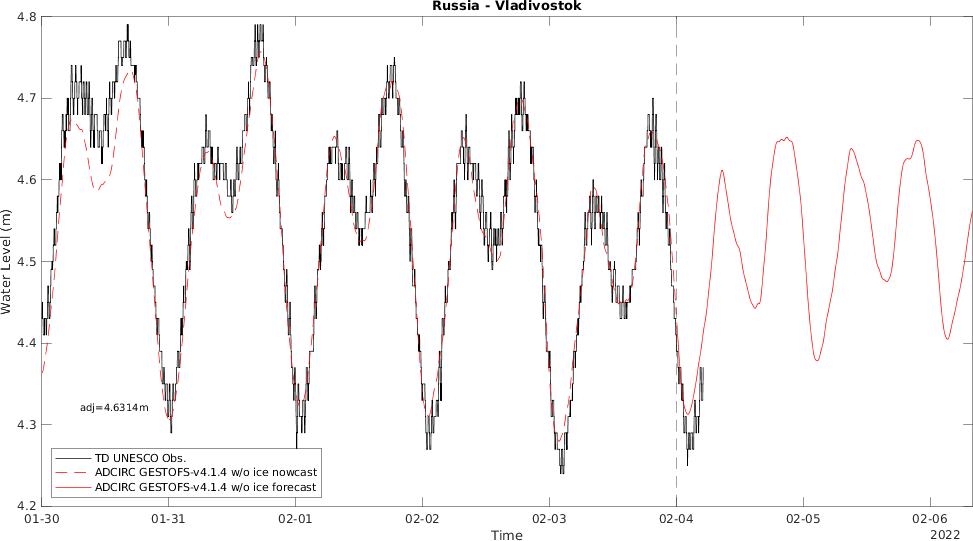 Russia - Vladivostok
4.8
4.7
4.6
4.5
4.4
4.3
4.2
Water Level (m)
adj=4.6314m
TD UNESCO Obs.
ADCIRC GESTOFS-v4.1.4 w/o ice nowcast
ADCIRC GESTOFS-v4.1.4 w/o ice forecast
01-30 01-31 02-01 02-02 02-03 02-04 02-05 02-06
Time
2022